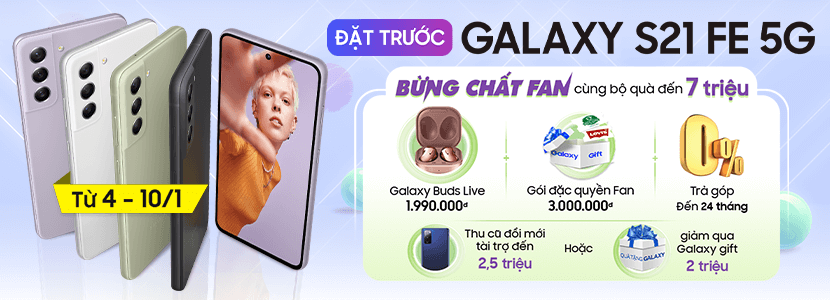 ĐẶT TRƯỚC GALAXY S21 FE 5G
BỪNG CHẤT FAN cùng bộ quà đến 7 triệu
Galaxy Buds Live
1.990.000đ
LEVI'S
Galaxy Gift
Gói đặc quyền Fan
3.000.000đ
0%
Trả góp
Đến 24 tháng
Từ 4 - 10/1
Thu cũ đổi mới
tài trợ đến
2,5 triệu
Hoặc
QUÀ TẶNG GALAXY
giảm qua
Galaxy gift
2 triệu